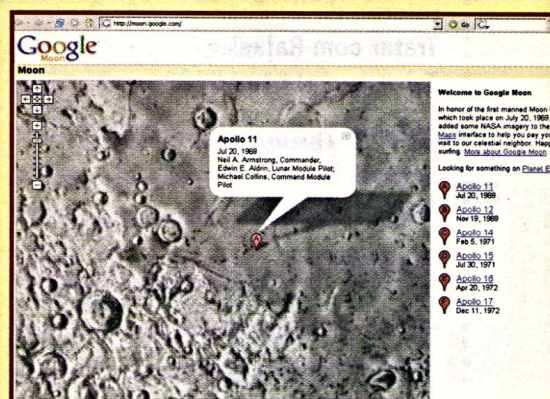 http://moon.google.com/
Go
Google
Moon
Moon
Apollo 11
Jul 20, 1969
Neil A. Armstrong, Commander,
Edwin E. Aldrin, Lunar Module Pilot;
Michael Collins, Command Module
Pilot
A
Welcome to Google Moon
In honor of the first manned Moon
which took place on July 20, 1969
added some NASA imagery to the
Maps interface to help you pay yo
visit to our celestial neighbor. Happ
surfing. More about Google Moon
Looking for something on Planet E
Apollo 11
Jul 20, 1969
Apollo 12
Nov 19, 1969
Apollo 14
Feb 5, 1971
Apollo 15
Jul 30, 1971
Apollo 16
Apr 20, 1972
Apollo 17
Dec 11, 1972